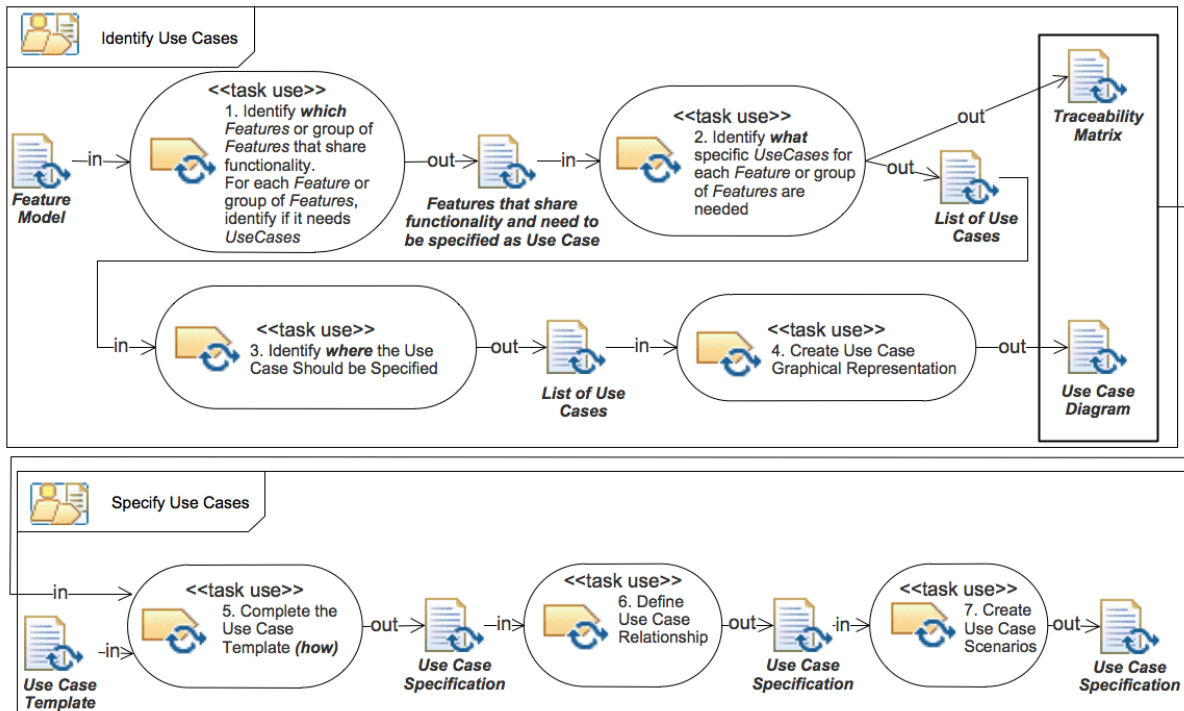 Identify Use Cases
<<task use>>
1. Identify which
Features or group of
Features that share
functionality.
For each Feature or
group of Features,
identify if it needs
UseCases
in
Feature
Model
out
Features that share
functionality and need to
be specified as Use Case
in
<<task use>>
2. Identify what
specific UseCases for
each Feature or group
of Features are
needed
out
Traceability
Matrix
out
List of Use
Cases
in
<<task use>>
3. Identify where the Use
Case Should be Specified
out
List of Use
Cases
in
<<task use>>
4. Create Use Case
Graphical Representation
out
Use Case
Diagram
Specify Use Cases
in
Use Case
Template
in
<<task use>>
5. Complete the
Use Case
Template (how)
out
Use Case
Specification
in
<<task use>>
6. Define
Use Case
Relationship
out
Use Case
Specification
in
<<task use>>
7. Create
Use Case
Scenarios
out
Use Case
Specification